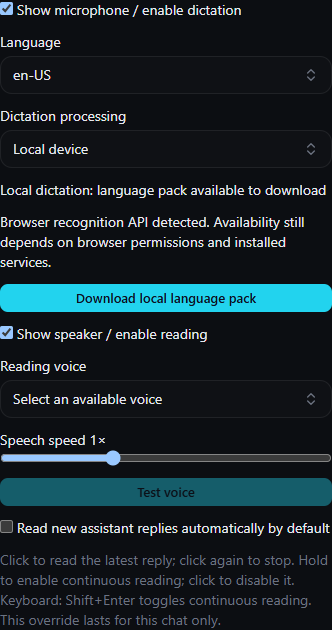 Show microphone / enable dictation
Language
en-US
Dictation processing
Local device
Local dictation: language pack available to download
Browser recognition API detected. Availability still
depends on browser permissions and installed
services.
Download local language pack
Show speaker / enable reading
Reading voice
Select an available voice
Speech speed 1×
Test voice
Read new assistant replies automatically by default
Click to read the latest reply; click again to stop. Hold
to enable continuous reading; click to disable it.
Keyboard: Shift+Enter toggles continuous reading.
This override lasts for this chat only.